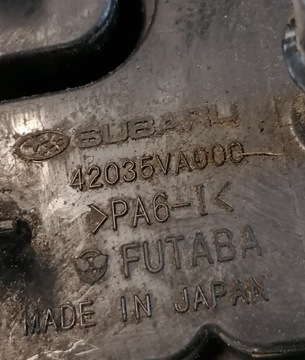 SUBARU
42035VA000
>PA6-I<
FUTABA
MADE IN JAPAN